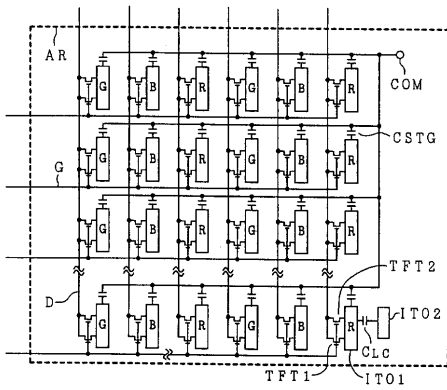 AR
COM
G B R G B R
CSTG
G B R G B R
G
G B R G B R
TFT2
D
G B R G B R
ITO2
CLC
TFT1
ITO1